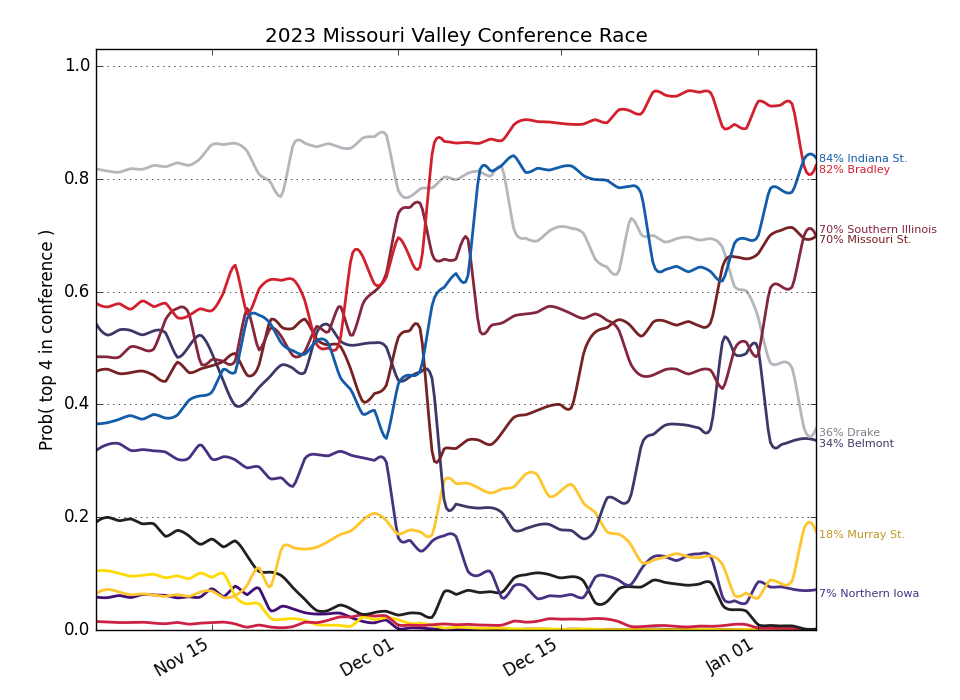 2023 Missouri Valley Conference Race
Prob( top 4 in conference )
1.0
0.8
0.6
0.4
0.2
0.0
Nov 15
Dec 01
Dec 15
Jan 01
84% Indiana St.
82% Bradley
70% Southern Illinois
70% Missouri St.
36% Drake
34% Belmont
18% Murray St.
7% Northern Iowa